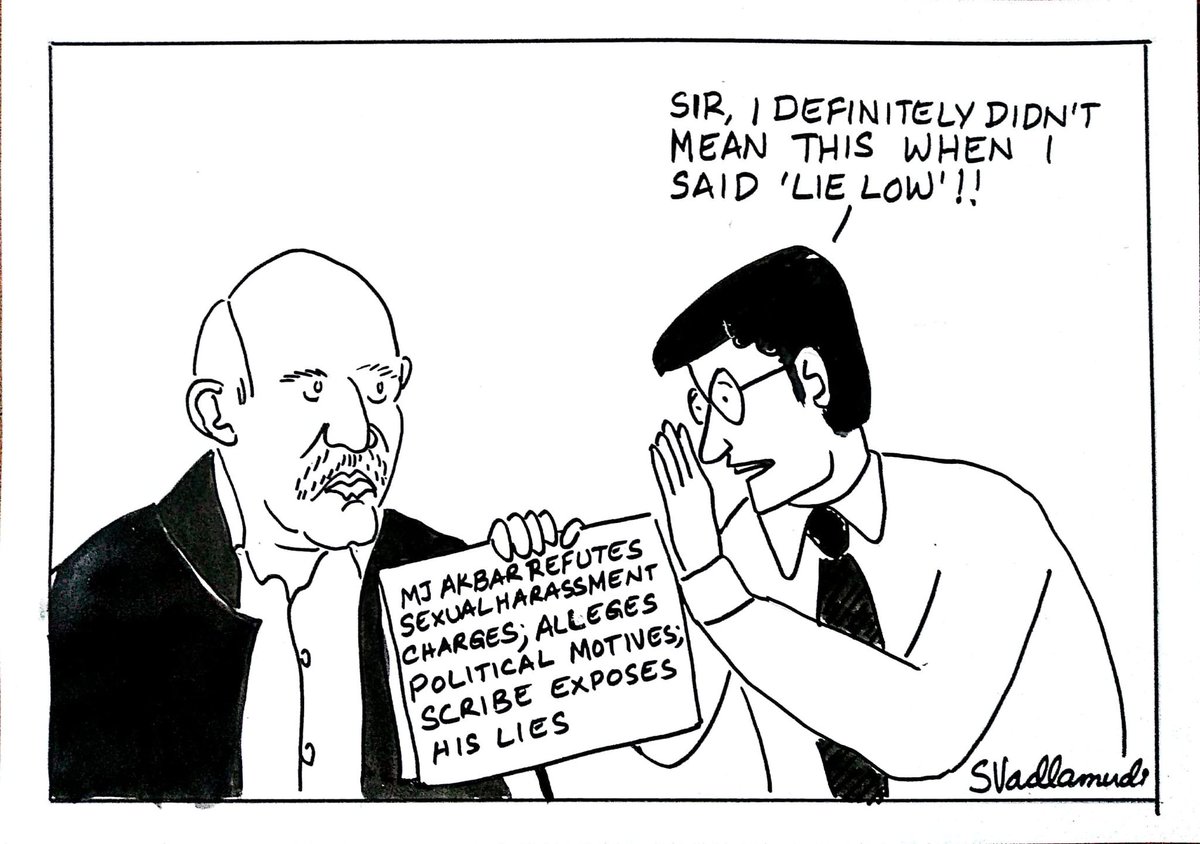 SIR, I DEFINITELY DIDN'T
MEAN THIS WHEN I
SAID 'LIE LOW'!!
MJ AKBAR REFUTES
SEXUAL HARASSMENT
CHARGES; ALLEGES
POLITICAL MOTIVES;
SCRIBE EXPOSES
HIS LIES
SVadlamudi